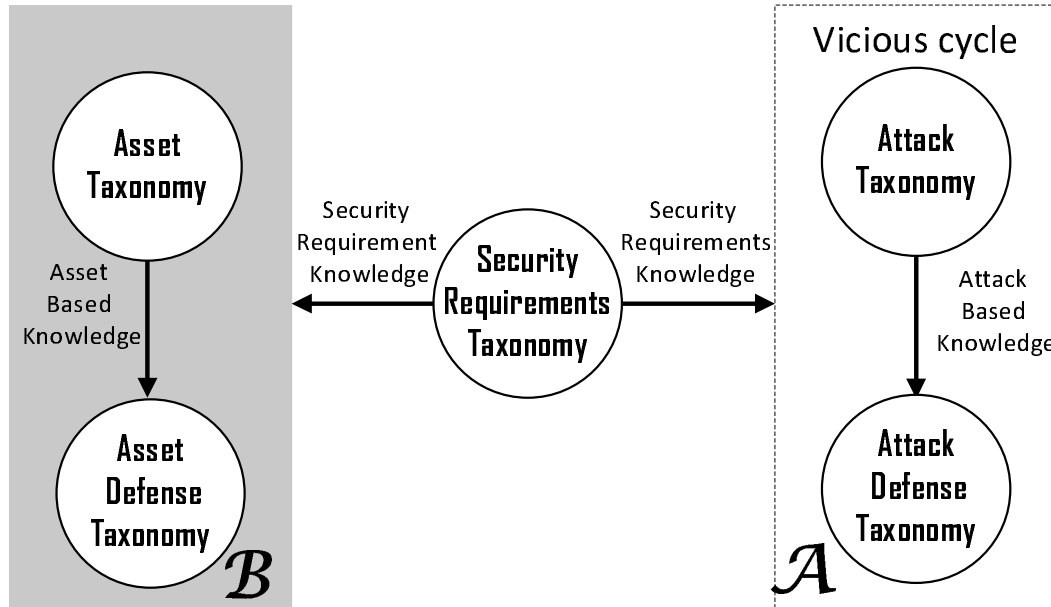 Vicious cycle
Asset
Taxonomy
Asset
Based
Knowledge
Asset
Defense
Taxonomy
B
Security
Requirement
Knowledge
Security
Requirements
Taxonomy
Security
Requirements
Knowledge
Attack
Taxonomy
Attack
Based
Knowledge
Attack
Defense
Taxonomy
A